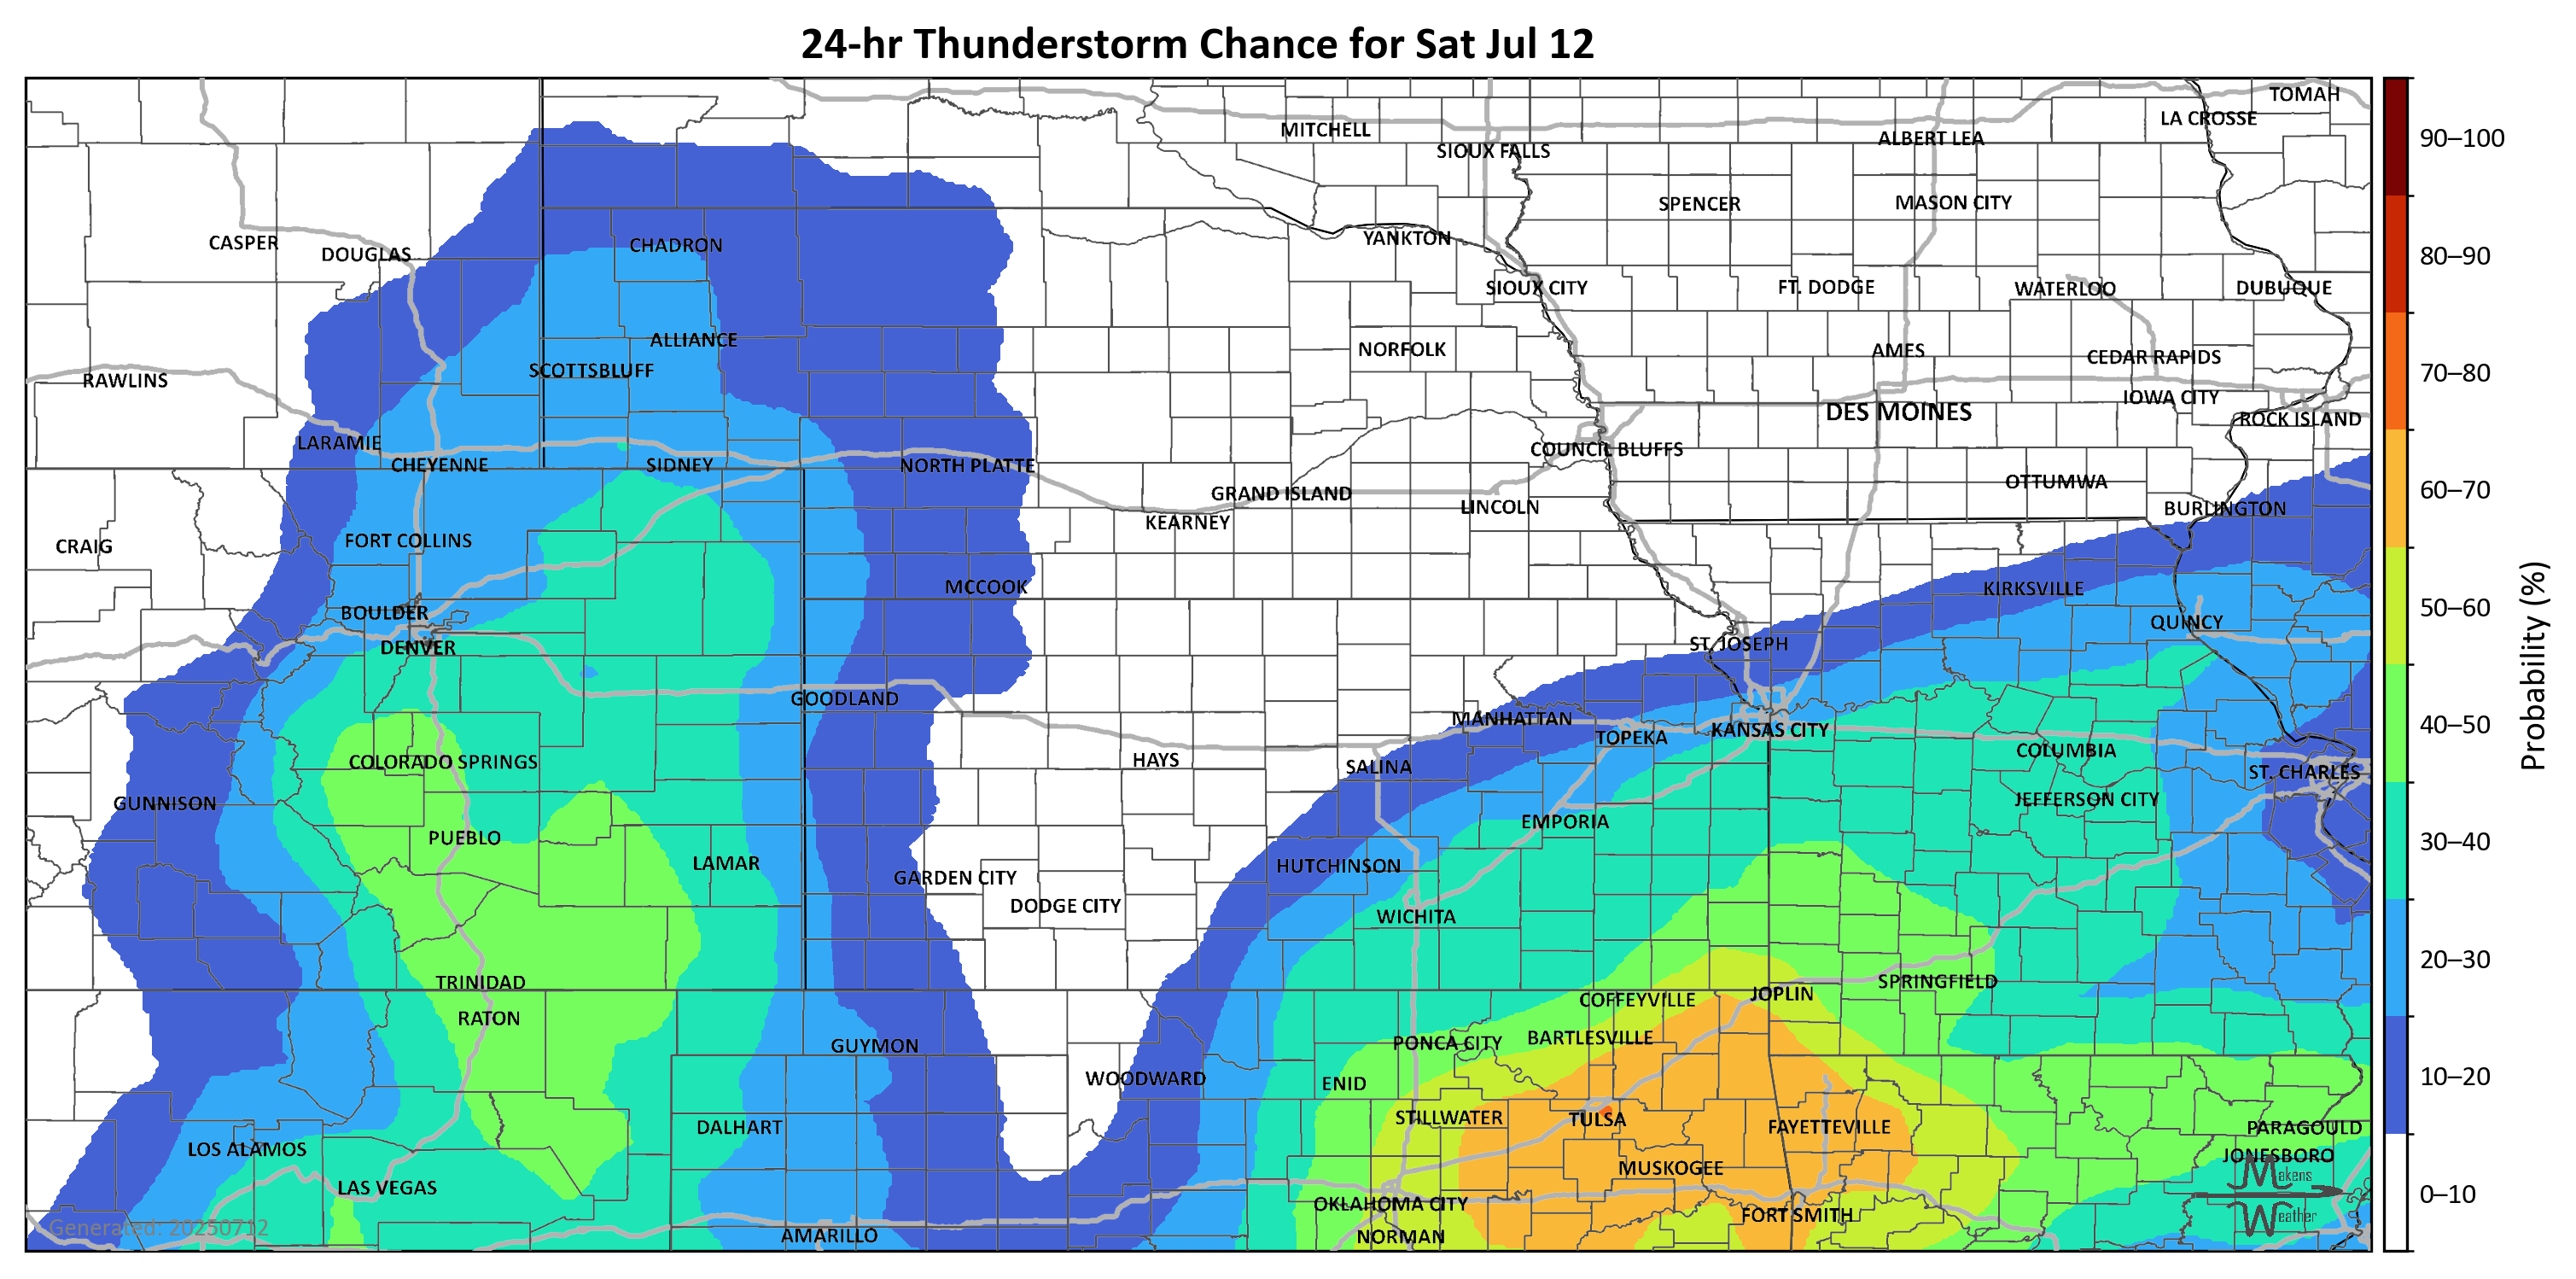 24-hr Thunderstorm Chance for Sat Jul 12
TOMAH
LA CROSSE
MITCHELL
ALBERT LEA
90–100
SIOUX FALLS
SPENCER
MASON CITY
YANKTON
CASPER
CHADRON
DOUGLAS
80–90
SIOUX CITY
FT. DODGE
WATERLOO
DUBUQUE
ALLIANCE
NORFOLK
AMES
CEDAR RAPIDS
SCOTTSBLUFF
70–80
RAWLINS
IOWA CITY
DES MOINES
ROCK ISLAND
LARAMIE
COUNCIL BLUFFS
CHEYENNE
SIDNEY
NORTH PLATTE
OTTUMWA
60–70
GRAND ISLAND
LINCOLN
BURLINGTON
KEARNEY
CRAIG
FORT COLLINS
MCCOOK
KIRKSVILLE
50–60
BOULDER
QUINCY
DENVER
ST. JOSEPH
GOODLAND
MANHATTAN
40–50
TOPEKA
KANSAS CITY
COLUMBIA
COLORADO SPRINGS
HAYS
SALINA
ST. CHARLES
Probability (%)
GUNNISON
JEFFERSON CITY
EMPORIA
PUEBLO
30–40
LAMAR
HUTCHINSON
GARDEN CITY
DODGE CITY
WICHITA
20–30
TRINIDAD
SPRINGFIELD
JOPLIN
COFFEYVILLE
RATON
BARTLESVILLE
GUYMON
PONCA CITY
WOODWARD
ENID
10–20
STILLWATER
TULSA
DALHART
FAYETTEVILLE
PARAGOULD
LOS ALAMOS
JONESBORO
MUSKOGEE
Makens
LAS VEGAS
0–10
OKLAHOMA CITY
FORT SMITH
Weather
Generated: 20250712
AMARILLO
NORMAN